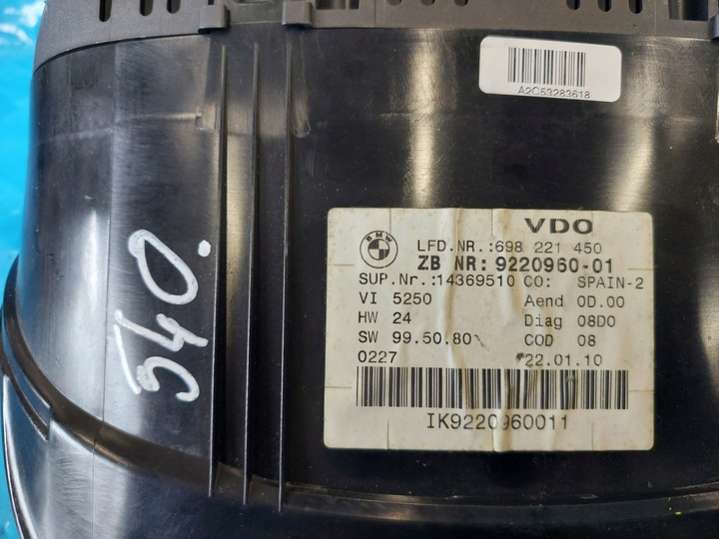 A2C53283618
VDO
BMW
LFD.NR.:698 221 450
ZB NR: 9220960-01
SUP.Nr.:14369510 CO: SPAIN-2
VI 5250 Aend 0D.00
HW 24 Diag 08D0
SW 99.50.80 COD 08
0227 22.01.10
IK9220960011
540.